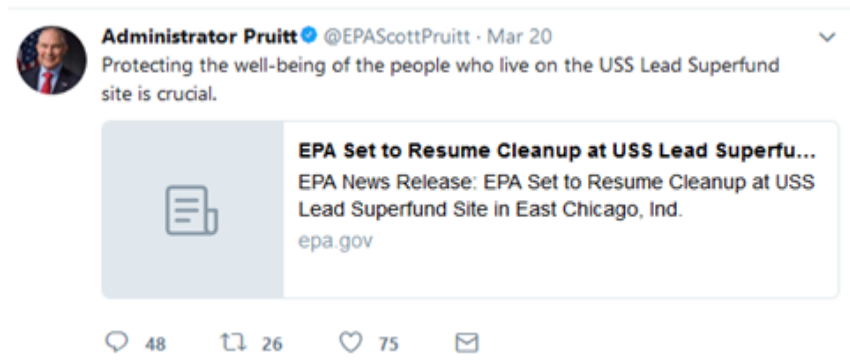 Administrator Pruitt @EPAScottPruitt · Mar 20
Protecting the well-being of the people who live on the USS Lead Superfund
site is crucial.
EPA Set to Resume Cleanup at USS Lead Superfu...
EPA News Release: EPA Set to Resume Cleanup at USS
Lead Superfund Site in East Chicago, Ind.
epa.gov
48 26 75